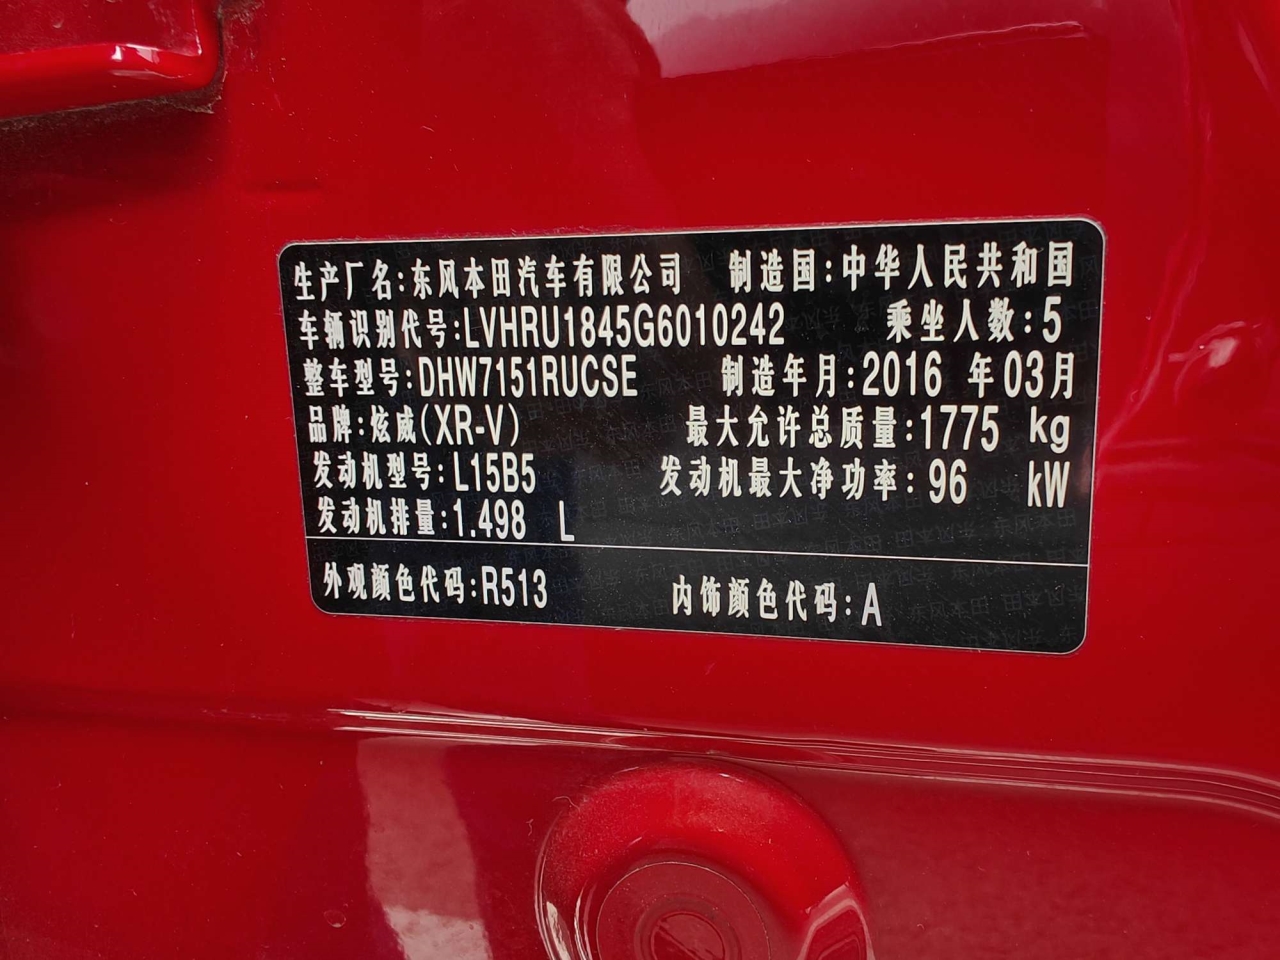 生产厂名:东风本田汽车有限公司 制造国:中华人民共和国
车辆识别代号:LVHRU1845G6010242 乘坐人数:5
整车型号:DHW7151RUCSE 制造年月:2016 年 03月
品牌:炫威(XR-V) 最大允许总质量:1775 kg
发动机型号:L15B5 发动机最大净功率:96 kW
发动机排量:1.498 L
外观颜色代码:R513 内饰颜色代码:A